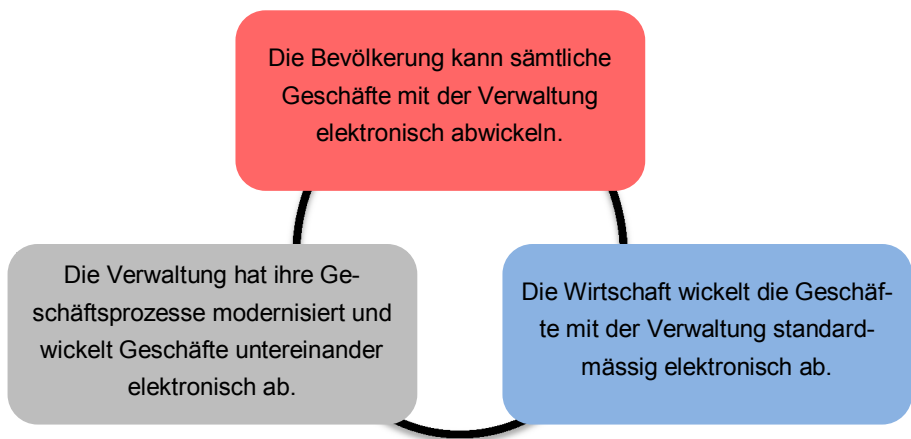 Die Bevölkerung kann sämtliche
Geschäfte mit der Verwaltung
elektronisch abwickeln.
Die Verwaltung hat ihre Ge-
schäftsprozesse modernisiert und
wickelt Geschäfte untereinander
elektronisch ab.
Die Wirtschaft wickelt die Geschäf-
te mit der Verwaltung standard-
mässig elektronisch ab.